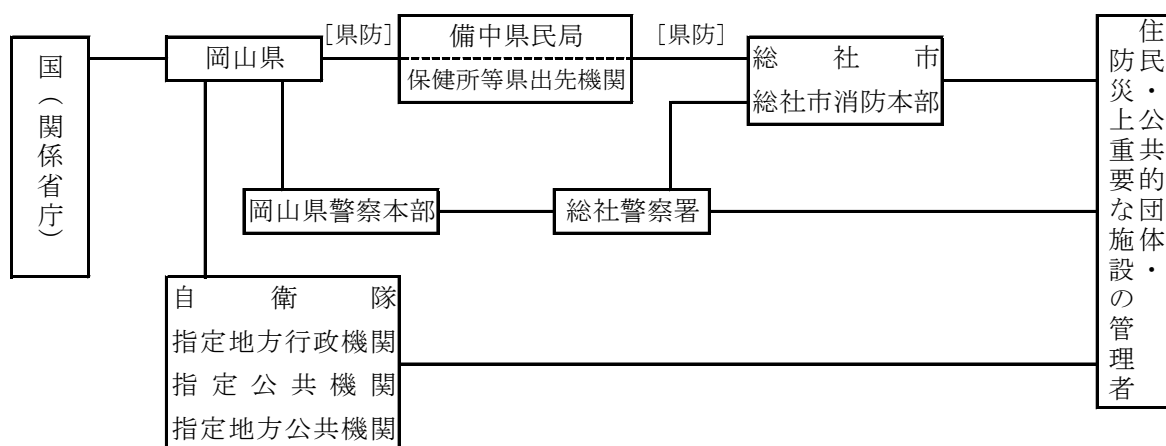 国（関係省庁）
岡山県
[県防]
備中県民局
保健所等県出先機関
[県防]
総社市
総社市消防本部
住民・公共的団体・
防災上重要な施設の管理者
岡山県警察本部
総社警察署
自衛隊
指定地方行政機関
指定公共機関
指定地方公共機関